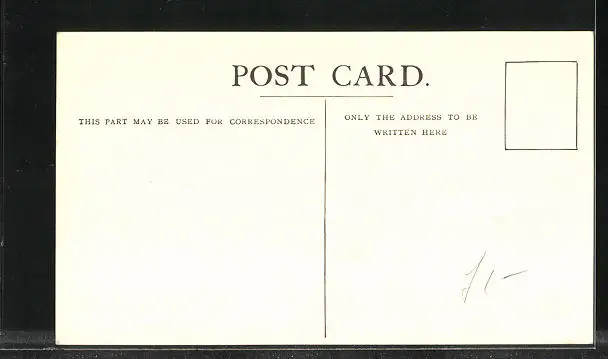 POST CARD.
THIS PART MAY BE USED FOR CORRESPONDENCE
ONLY THE ADDRESS TO BE
WRITTEN HERE